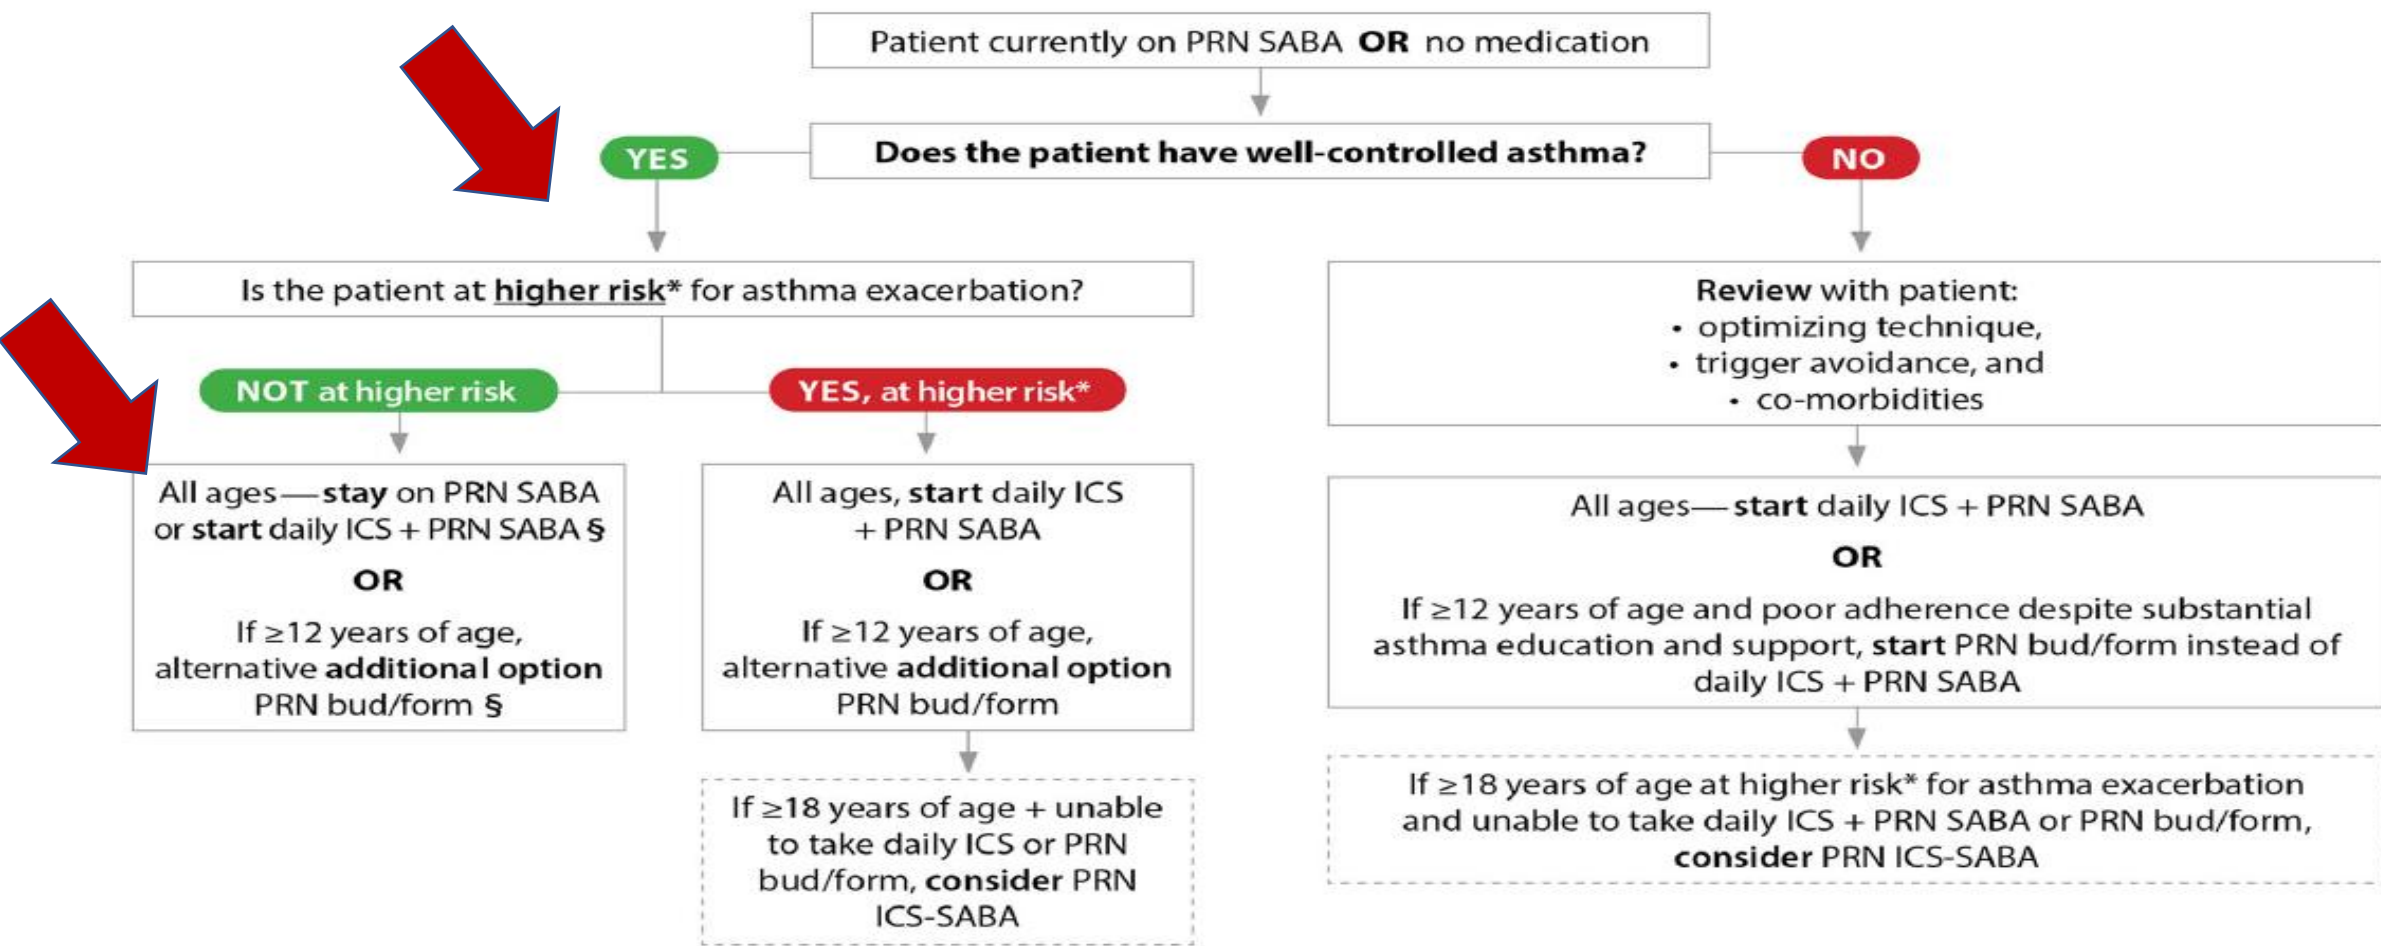 Patient currently on PRN SABA OR no medication
Does the patient have well-controlled asthma?
YES
NO
Is the patient at higher risk* for asthma exacerbation?
NOT at higher risk
YES, at higher risk*
All ages—stay on PRN SABA
or start daily ICS + PRN SABA §
OR
If ≥12 years of age,
alternative additional option
PRN bud/form §
All ages, start daily ICS
+ PRN SABA
OR
If ≥12 years of age,
alternative additional option
PRN bud/form
If ≥18 years of age + unable
to take daily ICS or PRN
bud/form, consider PRN
ICS-SABA
Review with patient:
• optimizing technique,
• trigger avoidance, and
• co-morbidities
All ages—start daily ICS + PRN SABA
OR
If ≥12 years of age and poor adherence despite substantial
asthma education and support, start PRN bud/form instead of
daily ICS + PRN SABA
If ≥18 years of age at higher risk* for asthma exacerbation
and unable to take daily ICS + PRN SABA or PRN bud/form,
consider PRN ICS-SABA